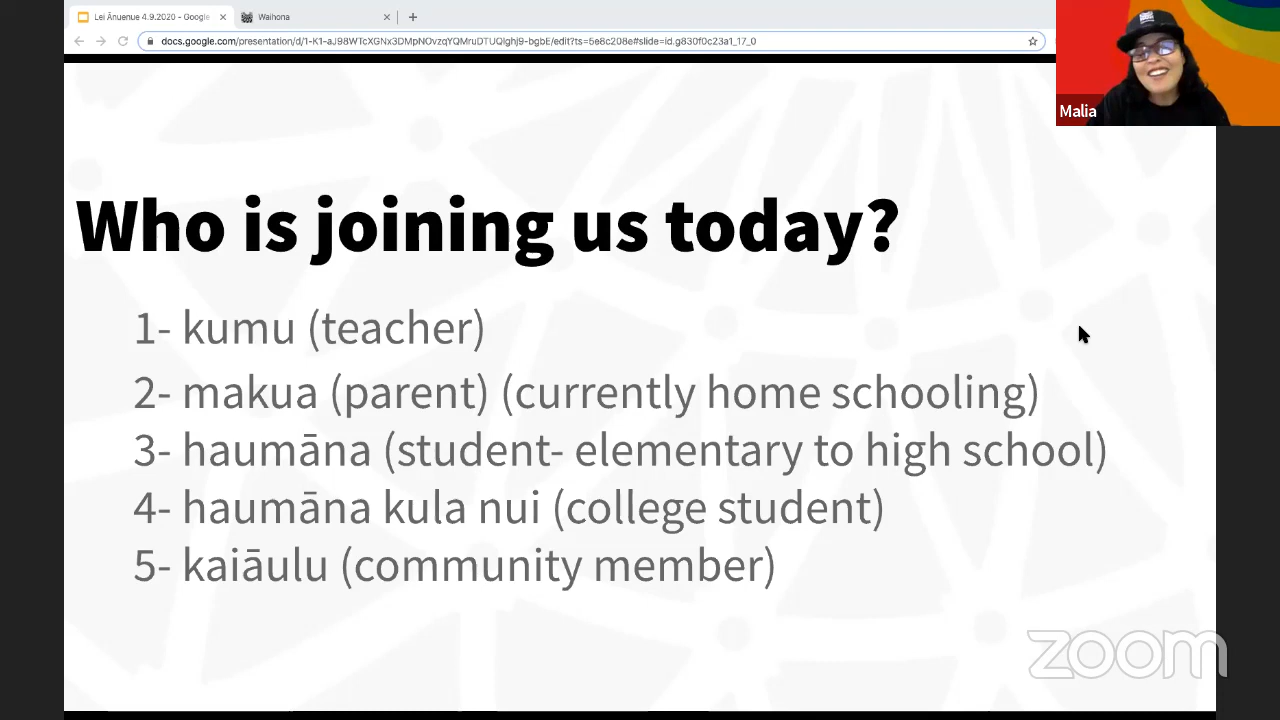 Lei Ānuenue 4.9.2020 - Google
Waihona
docs.google.com/presentation/d/1-K1-aJ98WTcXGNx3DMpNOvzqYQMruDTUQIghJ9-bgbE/edit?ts=5e8c208e#slide=id.g830f0c23a1_17_0
Malia
Who is joining us today?
1- kumu (teacher)
2- makua (parent) (currently home schooling)
3- haumāna (student- elementary to high school)
4- haumāna kula nui (college student)
5- kaiāulu (community member)
zoom